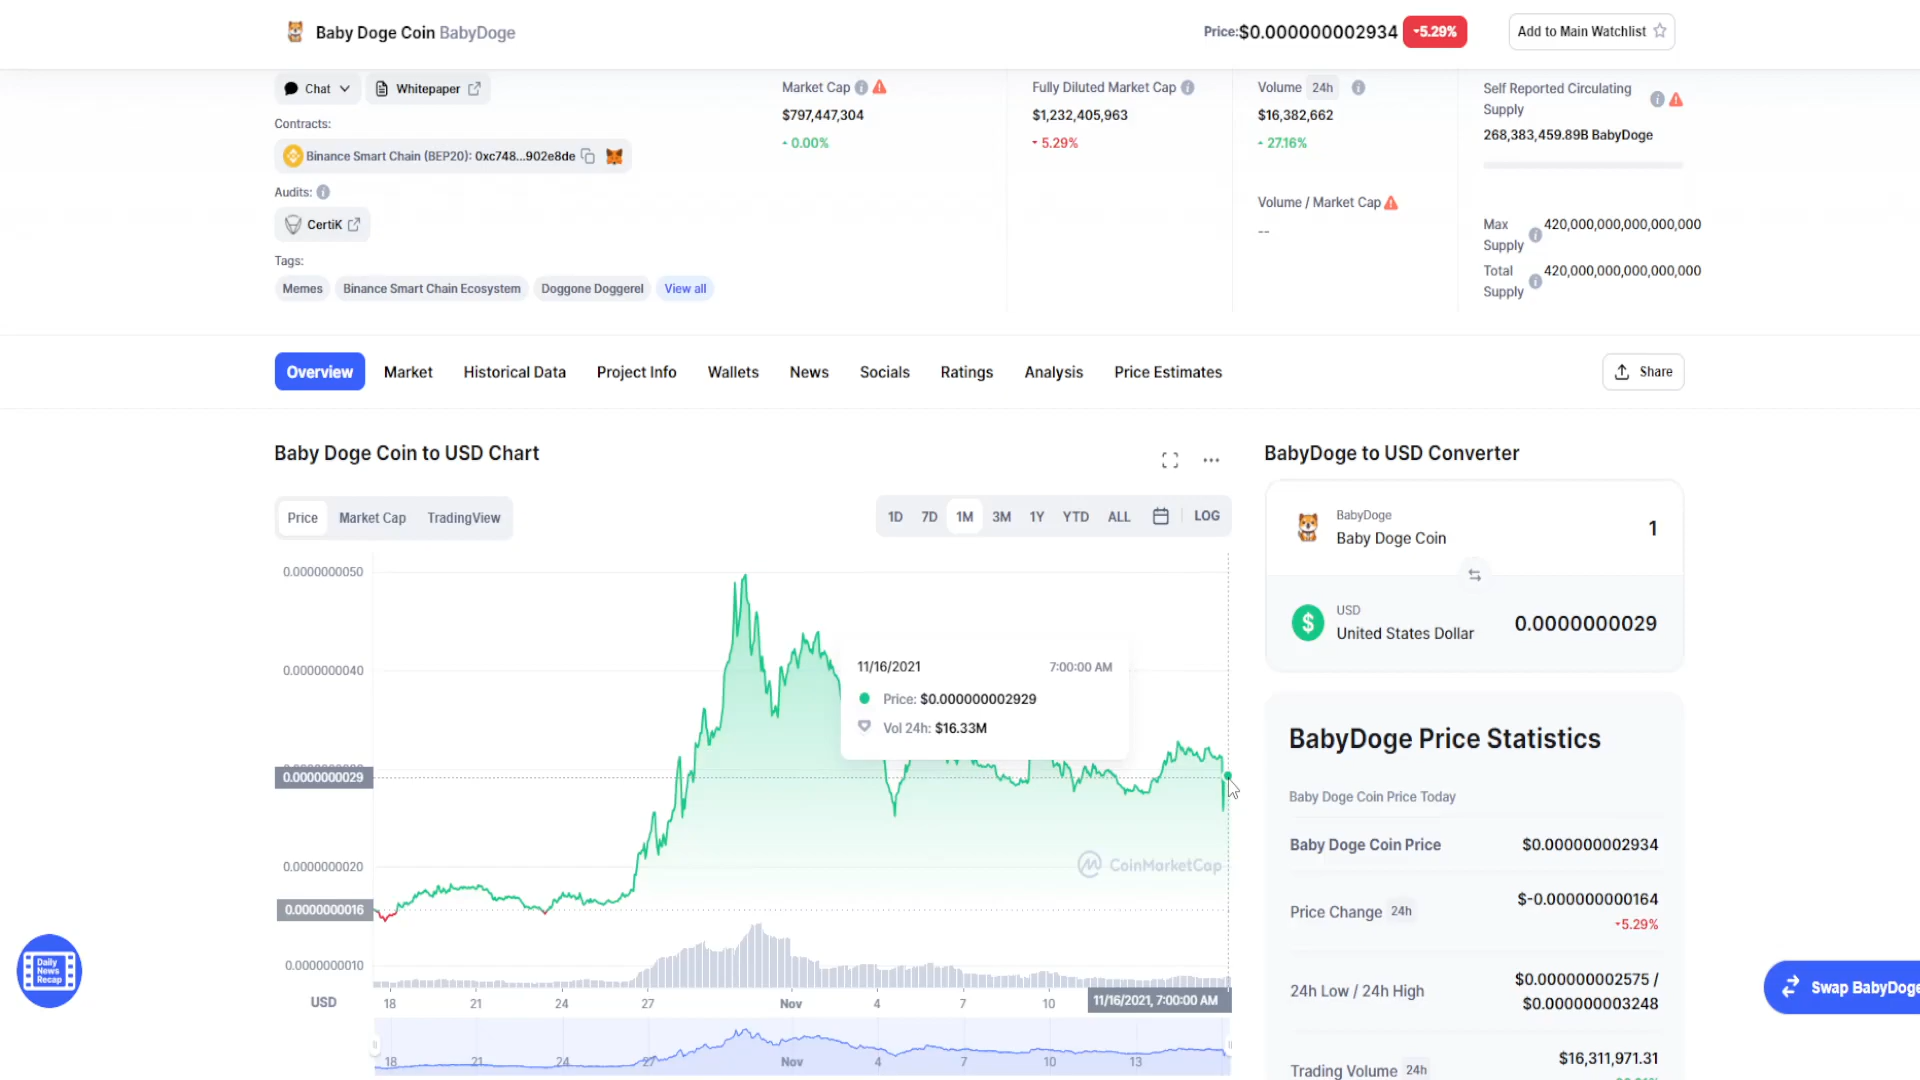 Baby Doge Coin BabyDoge
Price:$0.000000002934 5.29%
Add to Main Watchlist
Chat
Whitepaper
Contracts:
Binance Smart Chain (BEP20): 0xc748...902e8de
Audits:
CertiK
Tags:
Memes
Binance Smart Chain Ecosystem
Doggone Doggerel
View all
Market Cap
$797,447,304
0.00%
Fully Diluted Market Cap
$1,232,405,963
5.29%
Volume 24h
$16,382,662
27.16%
Volume / Market Cap
--
Self Reported Circulating
Supply
268,383,459.89B BabyDoge
Max
Supply
420,000,000,000,000,000
Total
Supply
420,000,000,000,000,000
Overview Market Historical Data Project Info Wallets News Socials Ratings Analysis Price Estimates
Share
Baby Doge Coin to USD Chart
Price Market Cap TradingView
1D 7D 1M 3M 1Y YTD ALL LOG
0.0000000050
0.0000000040
0.0000000029
0.0000000020
0.0000000016
0.0000000010
11/16/2021 7:00:00 AM
Price: $0.000000002929
Vol 24h: $16.33M
CoinMarketCap
USD 18 21 24 27 Nov 4 7 10 11/16/2021, 7:00:00 AM
18 21 24 27 Nov 4 7 10 13
BabyDoge to USD Converter
BabyDoge
Baby Doge Coin
1
USD
United States Dollar
0.0000000029
$
BabyDoge Price Statistics
Baby Doge Coin Price Today
Baby Doge Coin Price $0.000000002934
Price Change 24h
$-0.000000000164
5.29%
24h Low / 24h High
$0.000000002575 /
$0.000000003248
Trading Volume 24h
$16,311,971.31
Daily
News
Recap
Swap BabyDoge